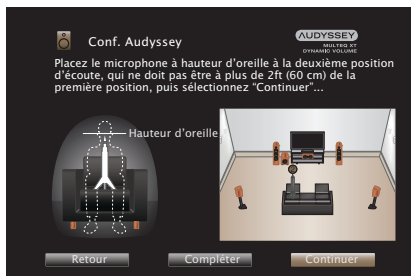 Conf. Audyssey
AUDYSSEY
MULTEQ XT
DYNAMIC VOLUME
Placez le microphone à hauteur d’oreille à la deuxième position
d’écoute, qui ne doit pas être à plus de 2ft (60 cm) de la
première position, puis sélectionnez “Continuer”...
Hauteur d’oreille
Retour
Compléter
Continuer